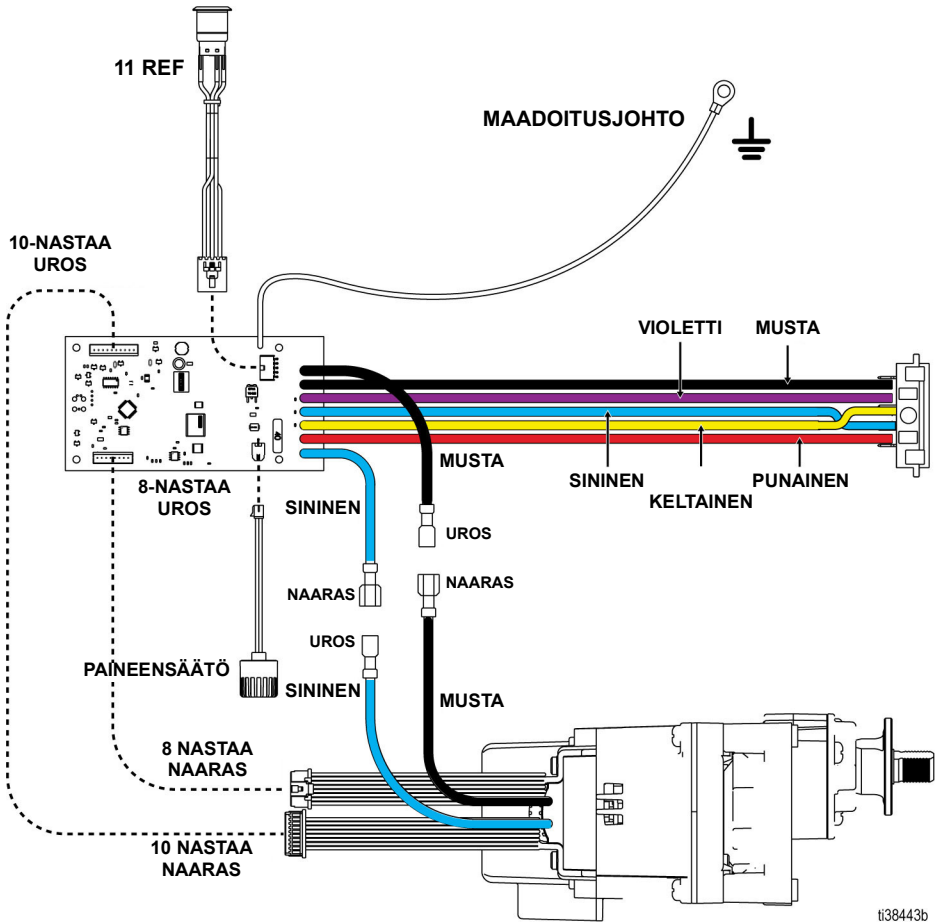 11 REF
MAADOITUSJOHTO
10-NASTAA
UROS
VIOLETTI
MUSTA
MUSTA
SININEN
KELTAINEN
PUNAINEN
8-NASTAA
UROS
SININEN
UROS
NAARAS
NAARAS
UROS
PAINEENSÄÄTÖ
SININEN
MUSTA
8 NASTAA
NAARAS
10 NASTAA
NAARAS
ti38443b